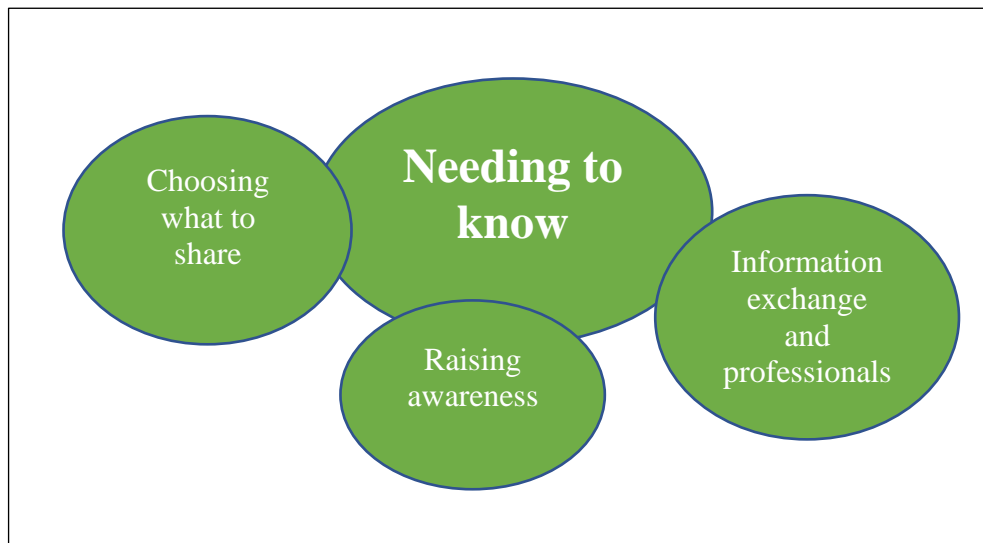 Needing to
know
Choosing
what to
share
Information
exchange
and
professionals
Raising
awareness